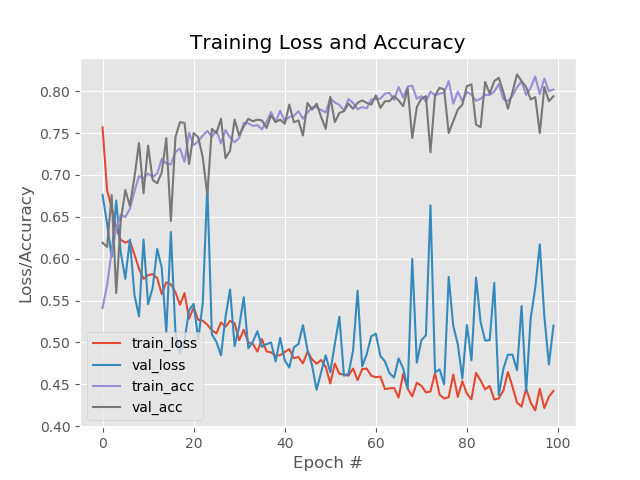 Training Loss and Accuracy
Loss/Accuracy
0.80
0.75
0.70
0.65
0.60
0.55
0.50
0.45
0.40
train_loss
val_loss
train_acc
val_acc
0 20 40 60 80 100
Epoch #